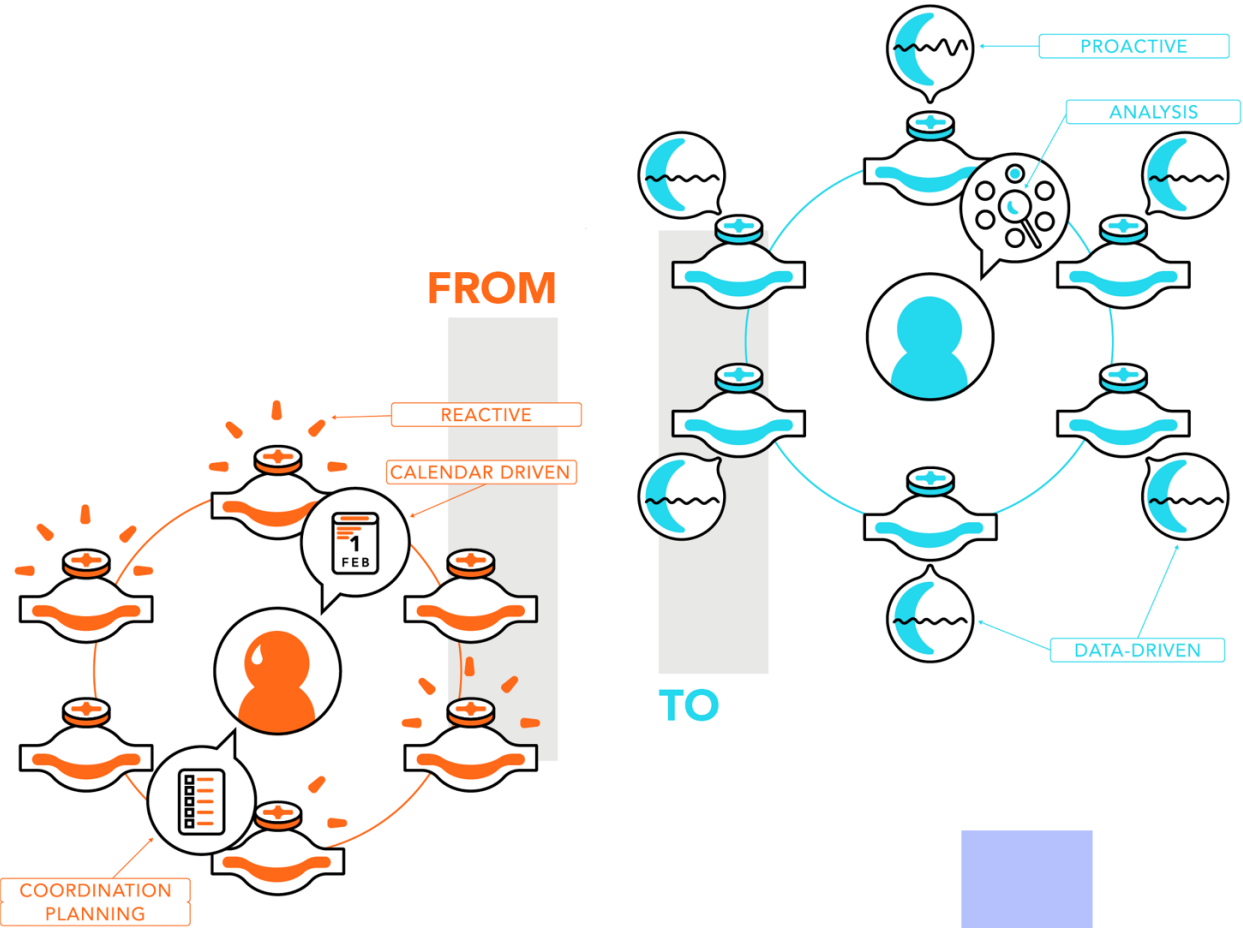 FROM
REACTIVE
CALENDAR DRIVEN
1
FEB
COORDINATION
PLANNING
PROACTIVE
ANALYSIS
DATA-DRIVEN
TO